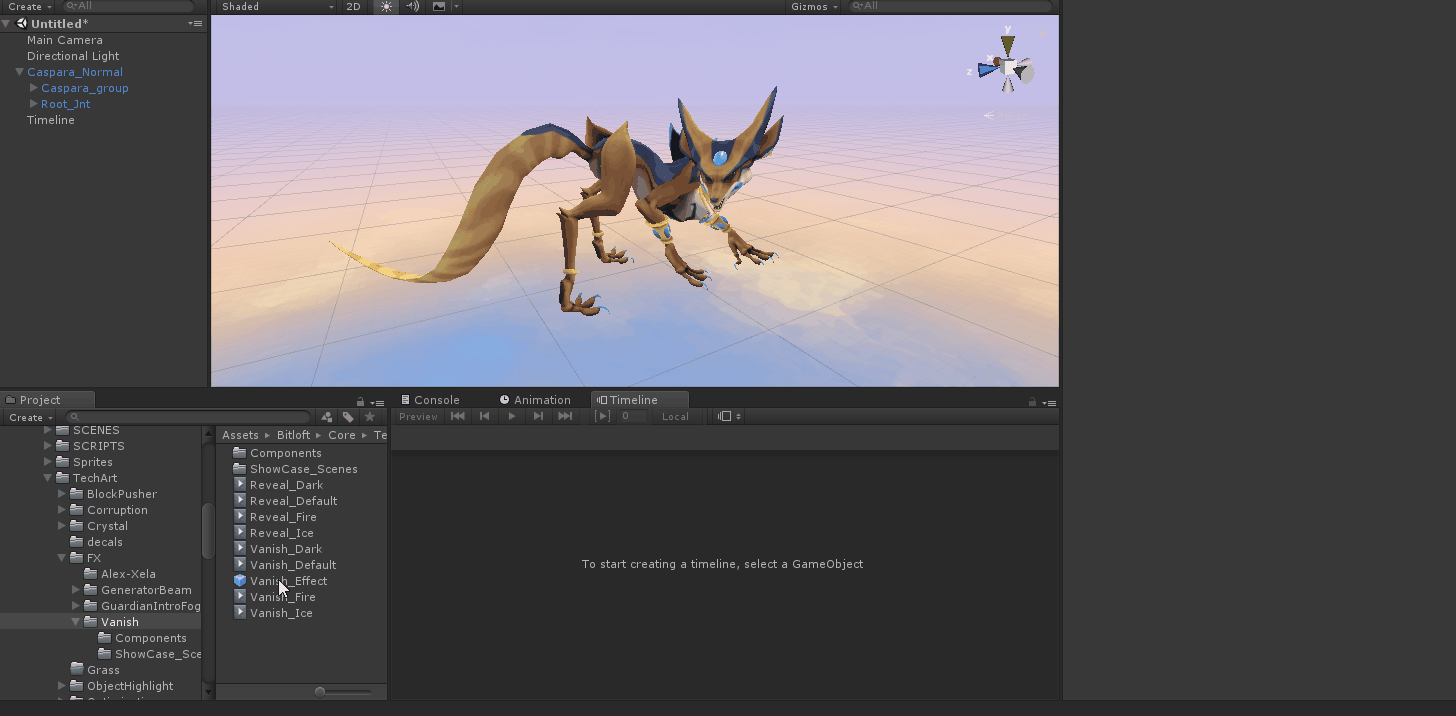 Create
All
Shaded
2D
Gizmos
All
Untitled*
Main Camera
Directional Light
Caspara_Normal
Caspara_group
Root_Jnt
Timeline
y
x
z
Project
Create
SCENES
SCRIPTS
Sprites
TechArt
BlockPusher
Corruption
Crystal
decals
FX
Alex-Xela
GeneratorBeam
GuardianIntroFog
Vanish
Components
ShowCase_Sce
Grass
ObjectHighlight
Assets ▸ Bitloft ▸ Core ▸ Te
Components
ShowCase_Scenes
Reveal_Dark
Reveal_Default
Reveal_Fire
Reveal_Ice
Vanish_Dark
Vanish_Default
Vanish_Effect
Vanish_Fire
Vanish_Ice
Console
Animation
Timeline
Preview
0
Local
To start creating a timeline, select a GameObject